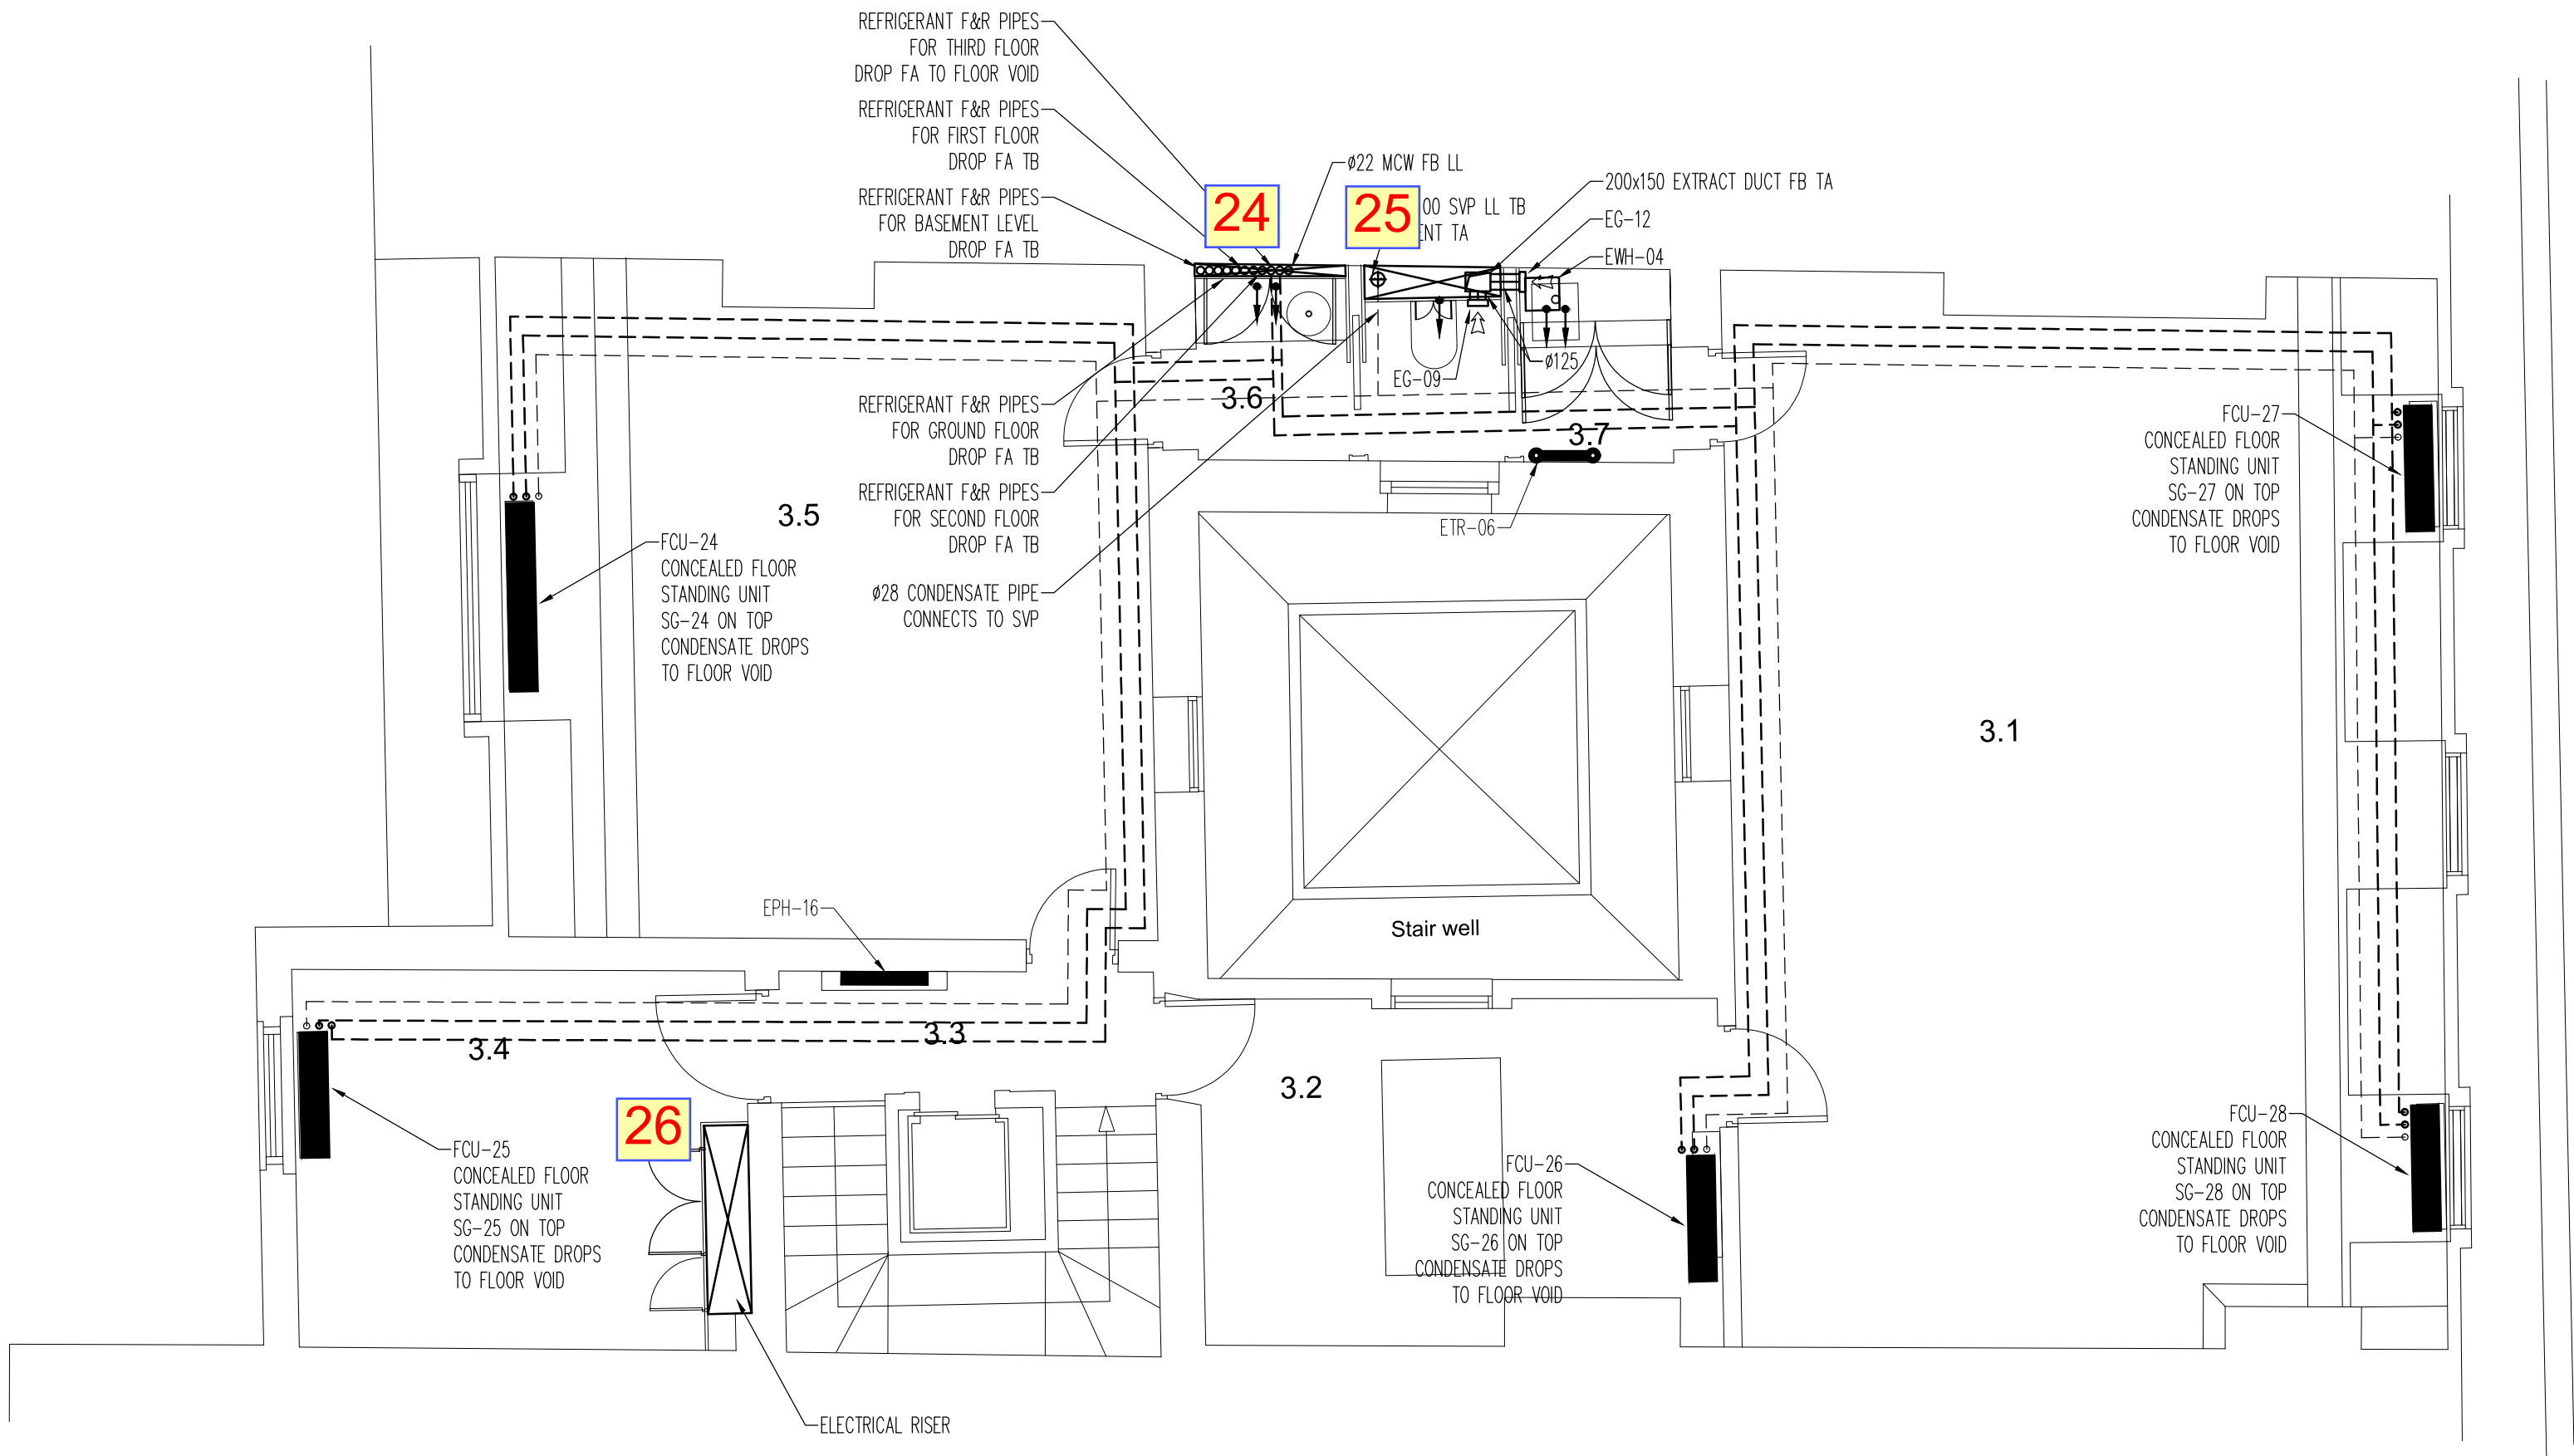 REFRIGERANT F&R PIPES
FOR THIRD FLOOR
DROP FA TO FLOOR VOID
REFRIGERANT F&R PIPES
FOR FIRST FLOOR
DROP FA TB
REFRIGERANT F&R PIPES
FOR BASEMENT LEVEL
DROP FA TB
24
ø22 MCW FB LL
25
00 SVP LL TB
ENT TA
200x150 EXTRACT DUCT FB TA
EG-12
EWH-04
ø125
EG-09
3.6
3.7
REFRIGERANT F&R PIPES
FOR GROUND FLOOR
DROP FA TB
REFRIGERANT F&R PIPES
FOR SECOND FLOOR
DROP FA TB
ø28 CONDENSATE PIPE
CONNECTS TO SVP
ETR-06
3.5
FCU-24
CONCEALED FLOOR
STANDING UNIT
SG-24 ON TOP
CONDENSATE DROPS
TO FLOOR VOID
FCU-27
CONCEALED FLOOR
STANDING UNIT
SG-27 ON TOP
CONDENSATE DROPS
TO FLOOR VOID
3.1
EPH-16
Stair well
3.4
3.3
3.2
26
FCU-25
CONCEALED FLOOR
STANDING UNIT
SG-25 ON TOP
CONDENSATE DROPS
TO FLOOR VOID
FCU-26
CONCEALED FLOOR
STANDING UNIT
SG-26 ON TOP
CONDENSATE DROPS
TO FLOOR VOID
FCU-28
CONCEALED FLOOR
STANDING UNIT
SG-28 ON TOP
CONDENSATE DROPS
TO FLOOR VOID
ELECTRICAL RISER